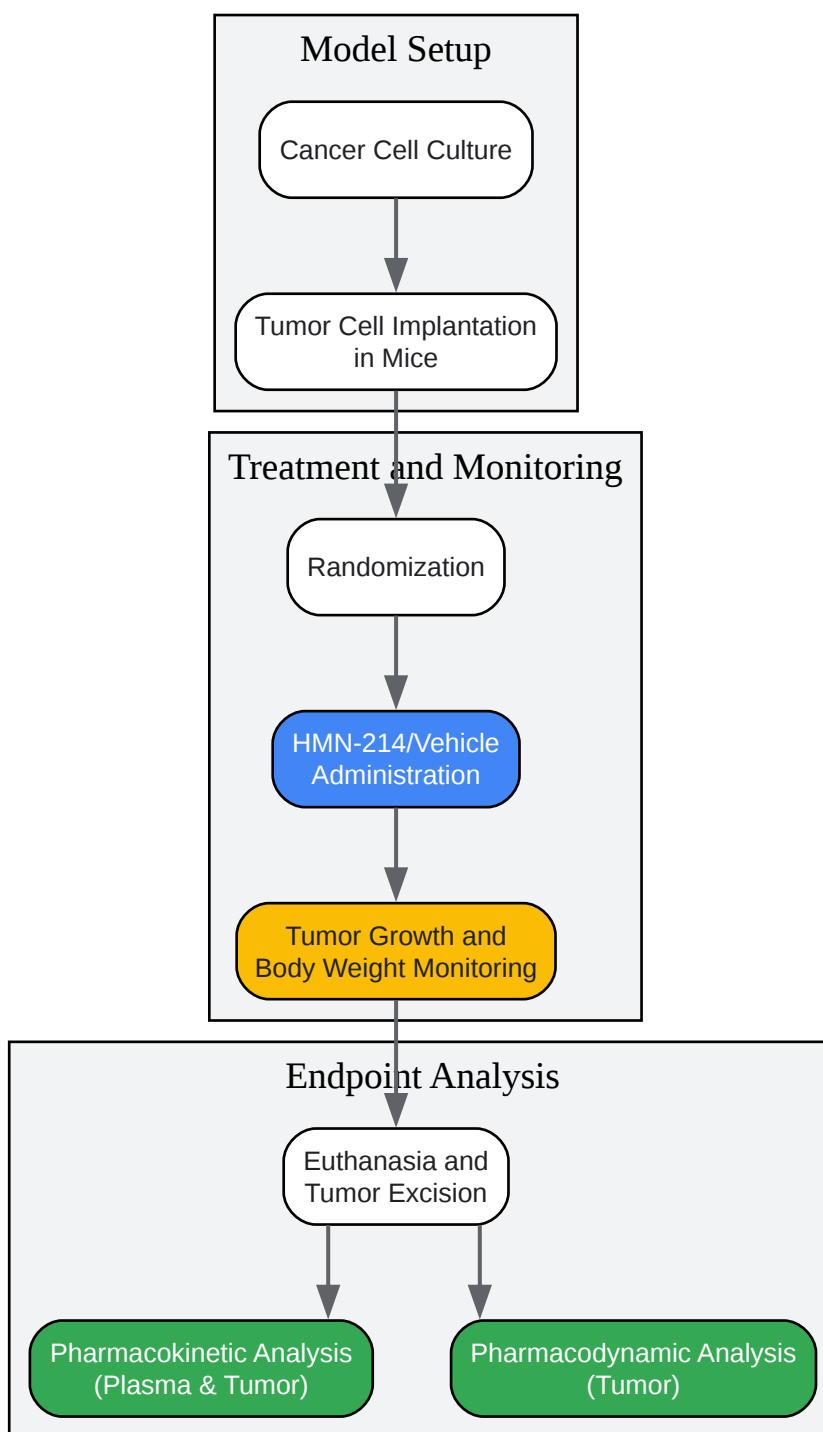 Model Setup
Cancer Cell Culture
Tumor Cell Implantation
in Mice
Treatment and Monitoring
Randomization
HMN-214/Vehicle
Administration
Tumor Growth and
Body Weight Monitoring
Endpoint Analysis
Euthanasia and
Tumor Excision
Pharmacokinetic Analysis
(Plasma & Tumor)
Pharmacodynamic Analysis
(Tumor)